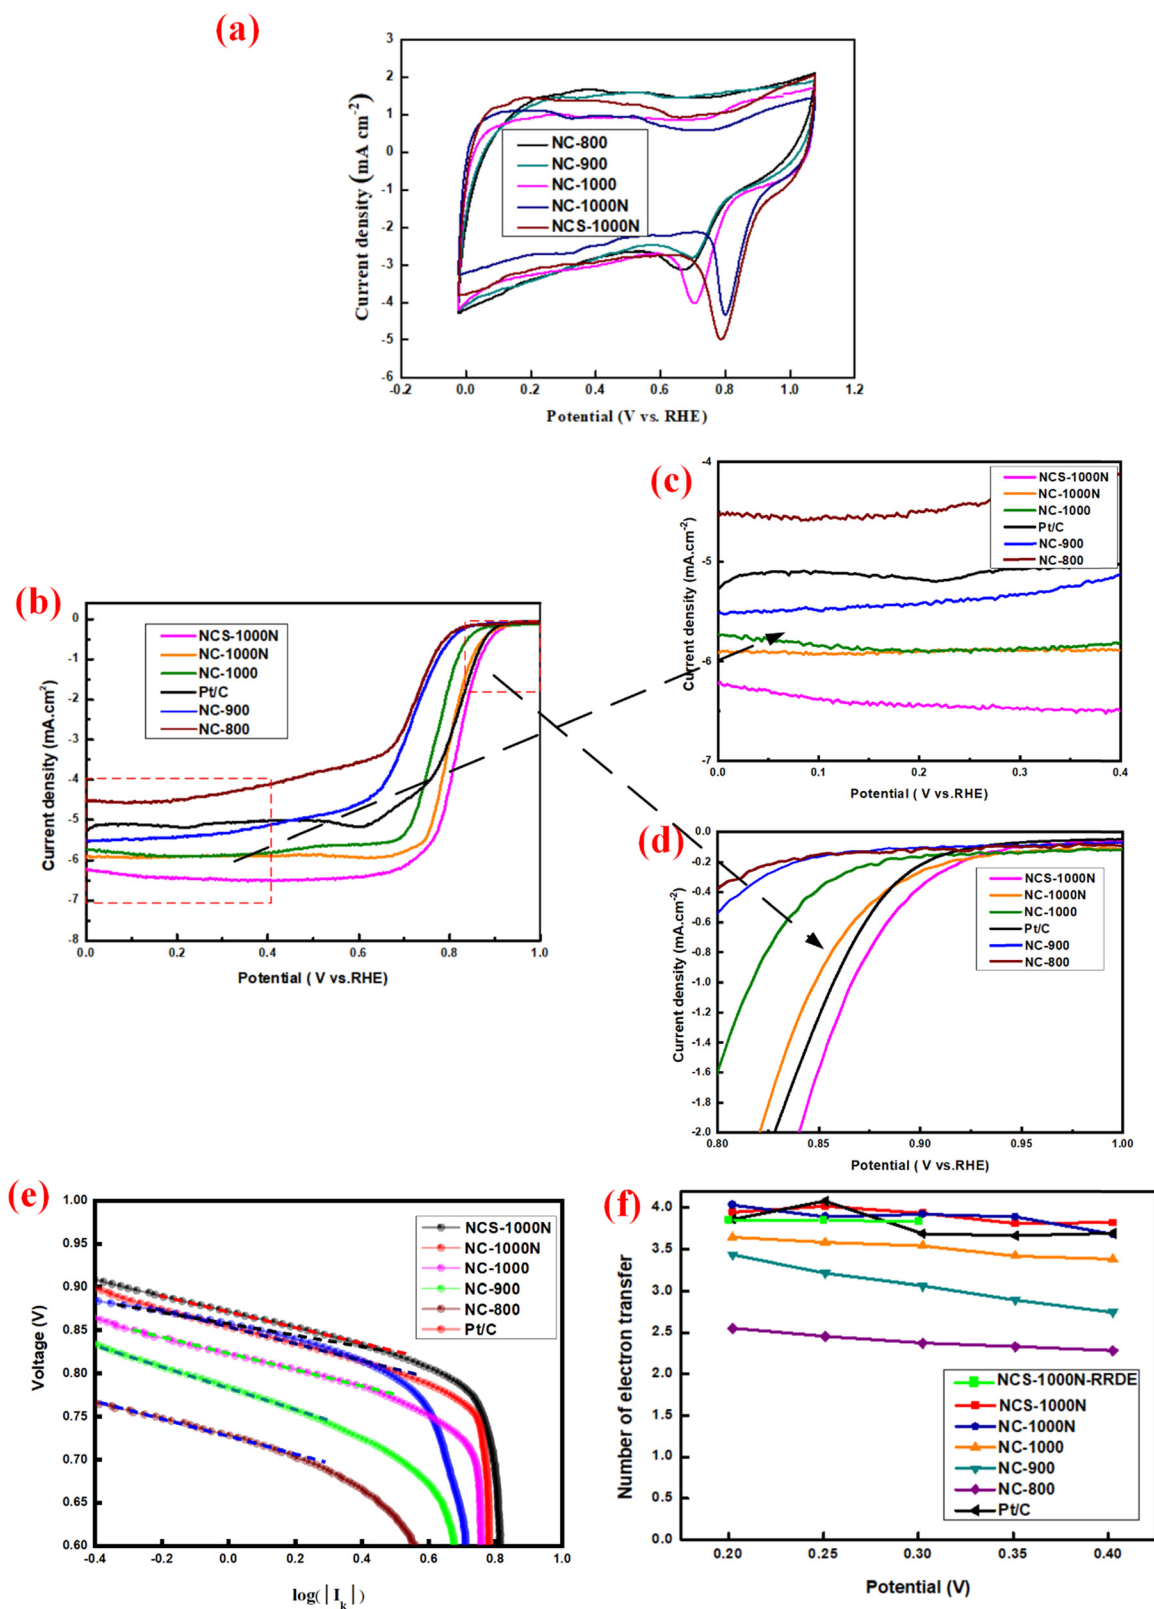 (a)
3
2
1
0
-1
-2
-3
-4
-5
-6
-0.2
0.0
0.2
0.4
0.6
0.8
1.0
1.2
Current density (mA cm-2)
Potential (V vs. RHE)
NC-800
NC-900
NC-1000
NC-1000N
NCS-1000N
(b)
0
-1
-2
-3
-4
-5
-6
-7
-8
0.0
0.2
0.4
0.6
0.8
1.0
Current density (mA.cm2)
Potential ( V vs.RHE)
NCS-1000N
NC-1000N
NC-1000
Pt/C
NC-900
NC-800
(c)
-4
-5
-6
-7
0.0
0.1
0.2
0.3
0.4
Current density (mA.cm-2)
Potential ( V vs.RHE)
NCS-1000N
NC-1000N
NC-1000
Pt/C
NC-900
NC-800
(d)
0.0
-0.2
-0.4
-0.6
-0.8
-1.0
-1.2
-1.4
-1.6
-1.8
-2.0
0.80
0.85
0.90
0.95
1.00
Current density (mA.cm-2)
Potential ( V vs.RHE)
NCS-1000N
NC-1000N
NC-1000
Pt/C
NC-900
NC-800
(e)
1.00
0.95
0.90
0.85
0.80
0.75
0.70
0.65
0.60
-0.4
-0.2
0.0
0.2
0.4
0.6
0.8
1.0
Voltage (V)
log(|Ik|)
NCS-1000N
NC-1000N
NC-1000
NC-900
NC-800
Pt/C
(f)
4.0
3.5
3.0
2.5
2.0
1.5
1.0
0.5
0.0
0.20
0.25
0.30
0.35
0.40
Number of electron transfer
Potential (V)
NCS-1000N-RRDE
NCS-1000N
NC-1000N
NC-1000
NC-900
NC-800
Pt/C